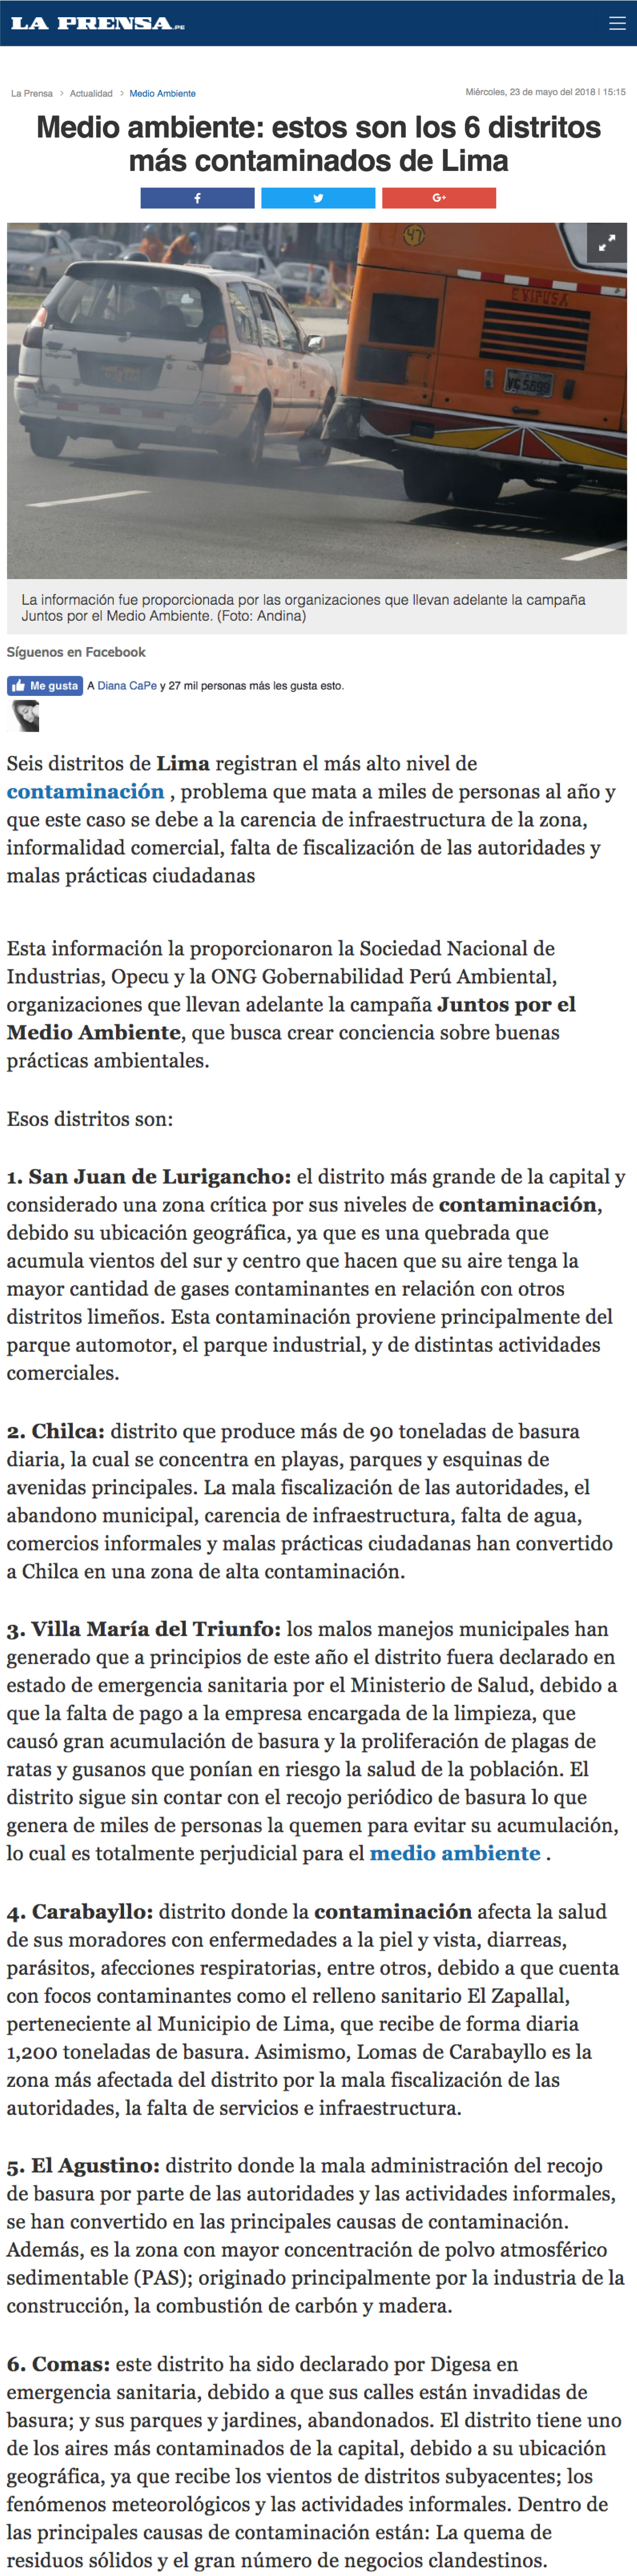 LA PRENSA.PE
La Prensa > Actualidad > Medio Ambiente
Miércoles, 23 de mayo del 2018 | 15:15
Medio ambiente: estos son los 6 distritos
más contaminados de Lima
f
G+
47
EVIPUSA
VG 5699
La información fue proporcionada por las organizaciones que llevan adelante la campaña
Juntos por el Medio Ambiente. (Foto: Andina)
Síguenos en Facebook
Me gusta A Diana CaPe y 27 mil personas más les gusta esto.
Seis distritos de Lima registran el más alto nivel de
contaminación , problema que mata a miles de personas al año y
que este caso se debe a la carencia de infraestructura de la zona,
informalidad comercial, falta de fiscalización de las autoridades y
malas prácticas ciudadanas
Esta información la proporcionaron la Sociedad Nacional de
Industrias, Opecu y la ONG Gobernabilidad Perú Ambiental,
organizaciones que llevan adelante la campaña Juntos por el
Medio Ambiente, que busca crear conciencia sobre buenas
prácticas ambientales.
Esos distritos son:
1. San Juan de Lurigancho: el distrito más grande de la capital y
considerado una zona crítica por sus niveles de contaminación,
debido su ubicación geográfica, ya que es una quebrada que
acumula vientos del sur y centro que hacen que su aire tenga la
mayor cantidad de gases contaminantes en relación con otros
distritos limeños. Esta contaminación proviene principalmente del
parque automotor, el parque industrial, y de distintas actividades
comerciales.
2. Chilca: distrito que produce más de 90 toneladas de basura
diaria, la cual se concentra en playas, parques y esquinas de
avenidas principales. La mala fiscalización de las autoridades, el
abandono municipal, carencia de infraestructura, falta de agua,
comercios informales y malas prácticas ciudadanas han convertido
a Chilca en una zona de alta contaminación.
3. Villa María del Triunfo: los malos manejos municipales han
generado que a principios de este año el distrito fuera declarado en
estado de emergencia sanitaria por el Ministerio de Salud, debido a
que la falta de pago a la empresa encargada de la limpieza, que
causó gran acumulación de basura y la proliferación de plagas de
ratas y gusanos que ponían en riesgo la salud de la población. El
distrito sigue sin contar con el recojo periódico de basura lo que
genera de miles de personas la quemen para evitar su acumulación,
lo cual es totalmente perjudicial para el medio ambiente .
4. Carabayllo: distrito donde la contaminación afecta la salud
de sus moradores con enfermedades a la piel y vista, diarreas,
parásitos, afecciones respiratorias, entre otros, debido a que cuenta
con focos contaminantes como el relleno sanitario El Zapallal,
perteneciente al Municipio de Lima, que recibe de forma diaria
1,200 toneladas de basura. Asimismo, Lomas de Carabayllo es la
zona más afectada del distrito por la mala fiscalización de las
autoridades, la falta de servicios e infraestructura.
5. El Agustino: distrito donde la mala administración del recojo
de basura por parte de las autoridades y las actividades informales,
se han convertido en las principales causas de contaminación.
Además, es la zona con mayor concentración de polvo atmosférico
sedimentable (PAS); originado principalmente por la industria de la
construcción, la combustión de carbón y madera.
6. Comas: este distrito ha sido declarado por Digesa en
emergencia sanitaria, debido a que sus calles están invadidas de
basura; y sus parques y jardines, abandonados. El distrito tiene uno
de los aires más contaminados de la capital, debido a su ubicación
geográfica, ya que recibe los vientos de distritos subyacentes; los
fenómenos meteorológicos y las actividades informales. Dentro de
las principales causas de contaminación están: La quema de
residuos sólidos y el gran número de negocios clandestinos.